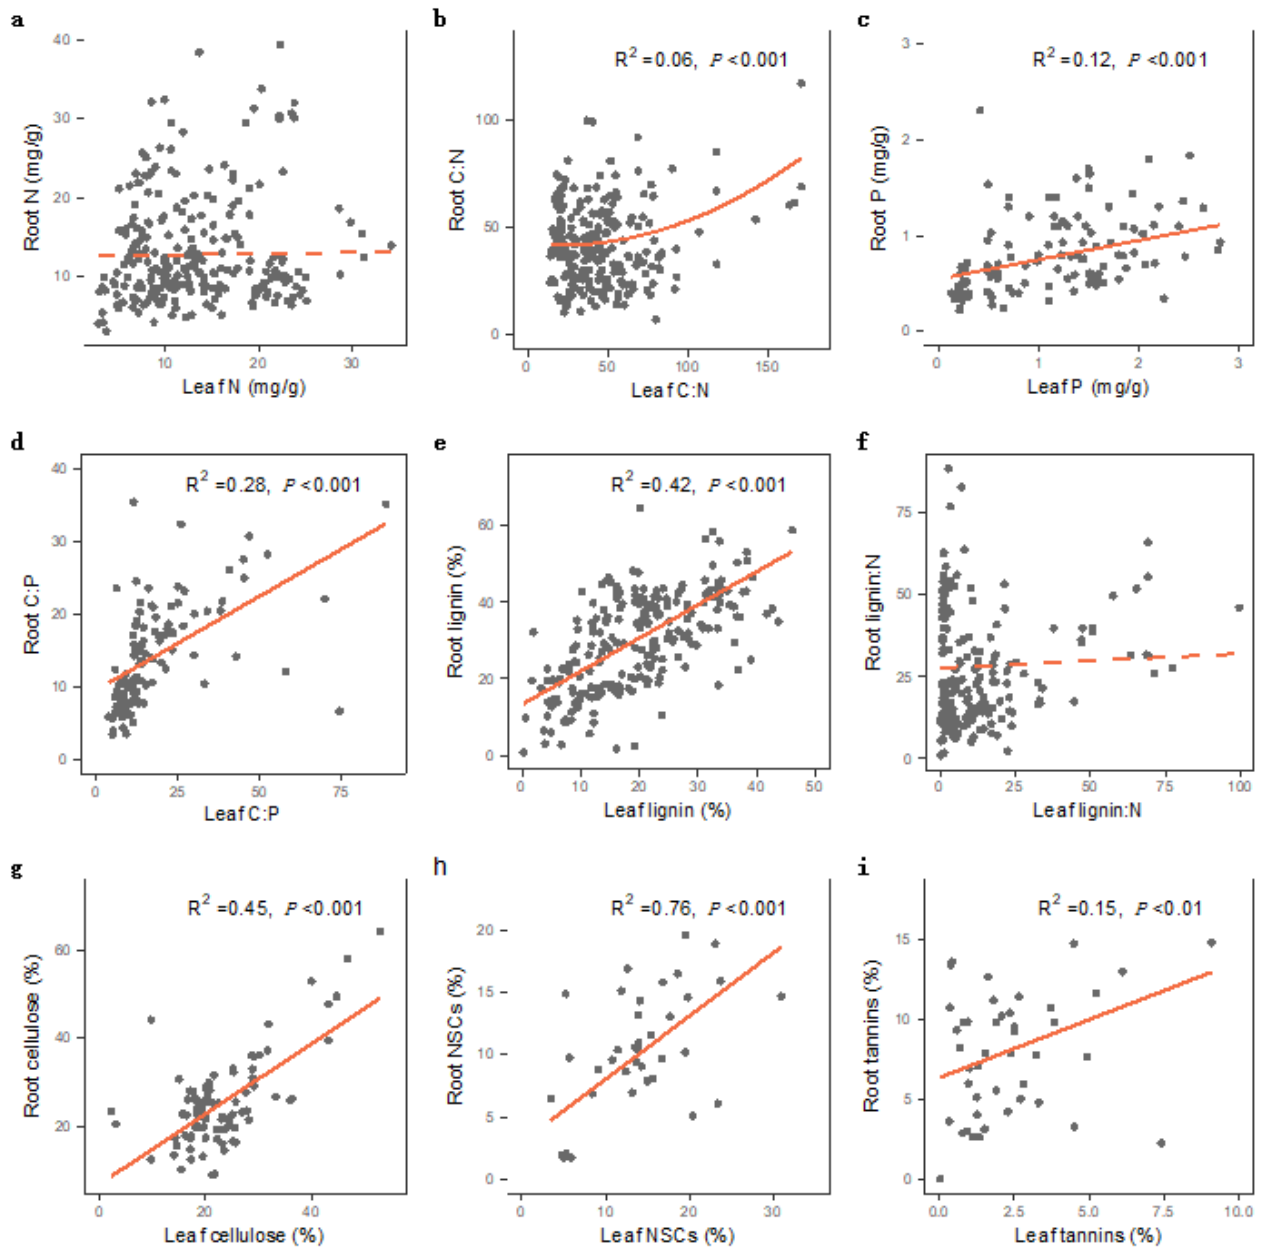 a
40
30
20
10
Root N (mg/g)
10 20 30
Leaf N (mg/g)
b
R2 =0.06, P <0.001
100
50
0
Root C:N
0 50 100 150
Leaf C:N
c
R2 =0.12, P <0.001
3
2
1
0
Root P (mg/g)
0 1 2 3
Leaf P (mg/g)
d
R2 =0.28, P <0.001
40
30
20
10
0
Root C:P
0 25 50 75
Leaf C:P
e
R2 =0.42, P <0.001
60
40
20
0
Root lignin (%)
0 10 20 30 40 50
Leaf lignin (%)
f
75
50
25
0
Root lignin:N
0 25 50 75 100
Leaf lignin:N
g
R2 =0.45, P <0.001
60
40
20
Root cellulose (%)
0 20 40
Leaf cellulose (%)
h
R2 =0.76, P <0.001
20
15
10
5
0
Root NSCs (%)
0 10 20 30
Leaf NSCs (%)
i
R2 =0.15, P <0.01
15
10
5
0
Root tannins (%)
0.0 2.5 5.0 7.5 10.0
Leaf tannins (%)